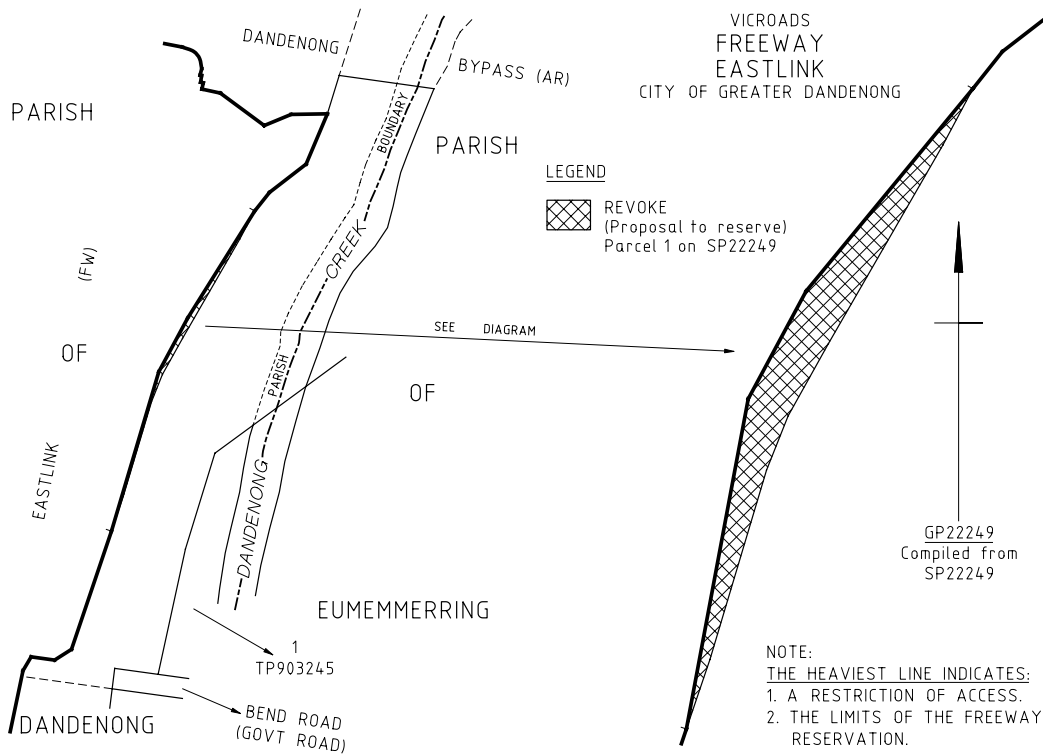 VICROADS
FREEWAY
EASTLINK
CITY OF GREATER DANDENONG
DANDENONG
BYPASS (AR)
PARISH
BOUNDARY
PARISH
LEGEND
REVOKE
(Proposal to reserve)
Parcel 1 on SP22249
CREEK
(FW)
SEE DIAGRAM
OF
PARISH
OF
EASTLINK
DANDENONG
GP22249
Compiled from
SP22249
EUMEMMERRING
1
TP903245
DANDENONG
BEND ROAD
(GOVT ROAD)
NOTE:
THE HEAVIEST LINE INDICATES:
1. A RESTRICTION OF ACCESS.
2. THE LIMITS OF THE FREEWAY
RESERVATION.